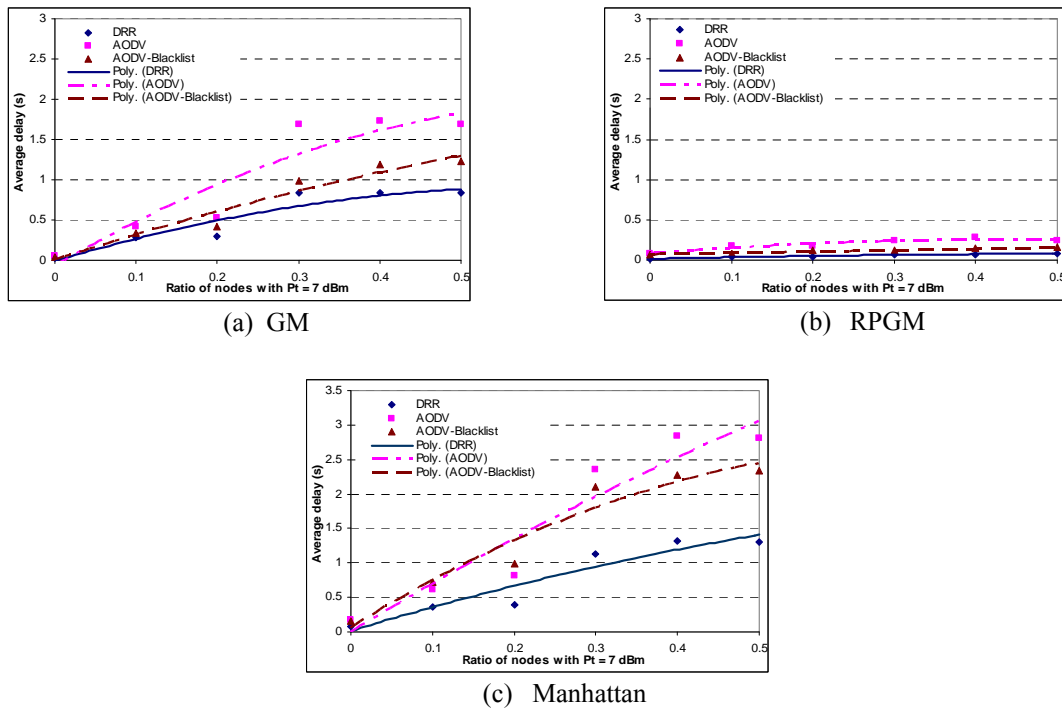 3
2.5
2
1.5
1
0.5
0
Average delay (s)
DRR
AODV
AODV-Blacklist
Poly. (DRR)
Poly. (AODV)
Poly. (AODV-Blacklist)
0 0.1 0.2 0.3 0.4 0.5
Ratio of nodes with Pt = 7 dBm
(a) GM
3
2.5
2
1.5
1
0.5
0
Average delay (s)
DRR
AODV
AODV-Blacklist
Poly. (DRR)
Poly. (AODV)
Poly. (AODV-Blacklist)
0 0.1 0.2 0.3 0.4 0.5
Ratio of nodes with Pt = 7 dBm
(b) RPGM
3.5
3
2.5
2
1.5
1
0.5
0
Average delay (s)
DRR
AODV
AODV-Blacklist
Poly. (DRR)
Poly. (AODV)
Poly. (AODV-Blacklist)
0 0.1 0.2 0.3 0.4 0.5
Ratio of nodes with Pt = 7 dBm
(c) Manhattan